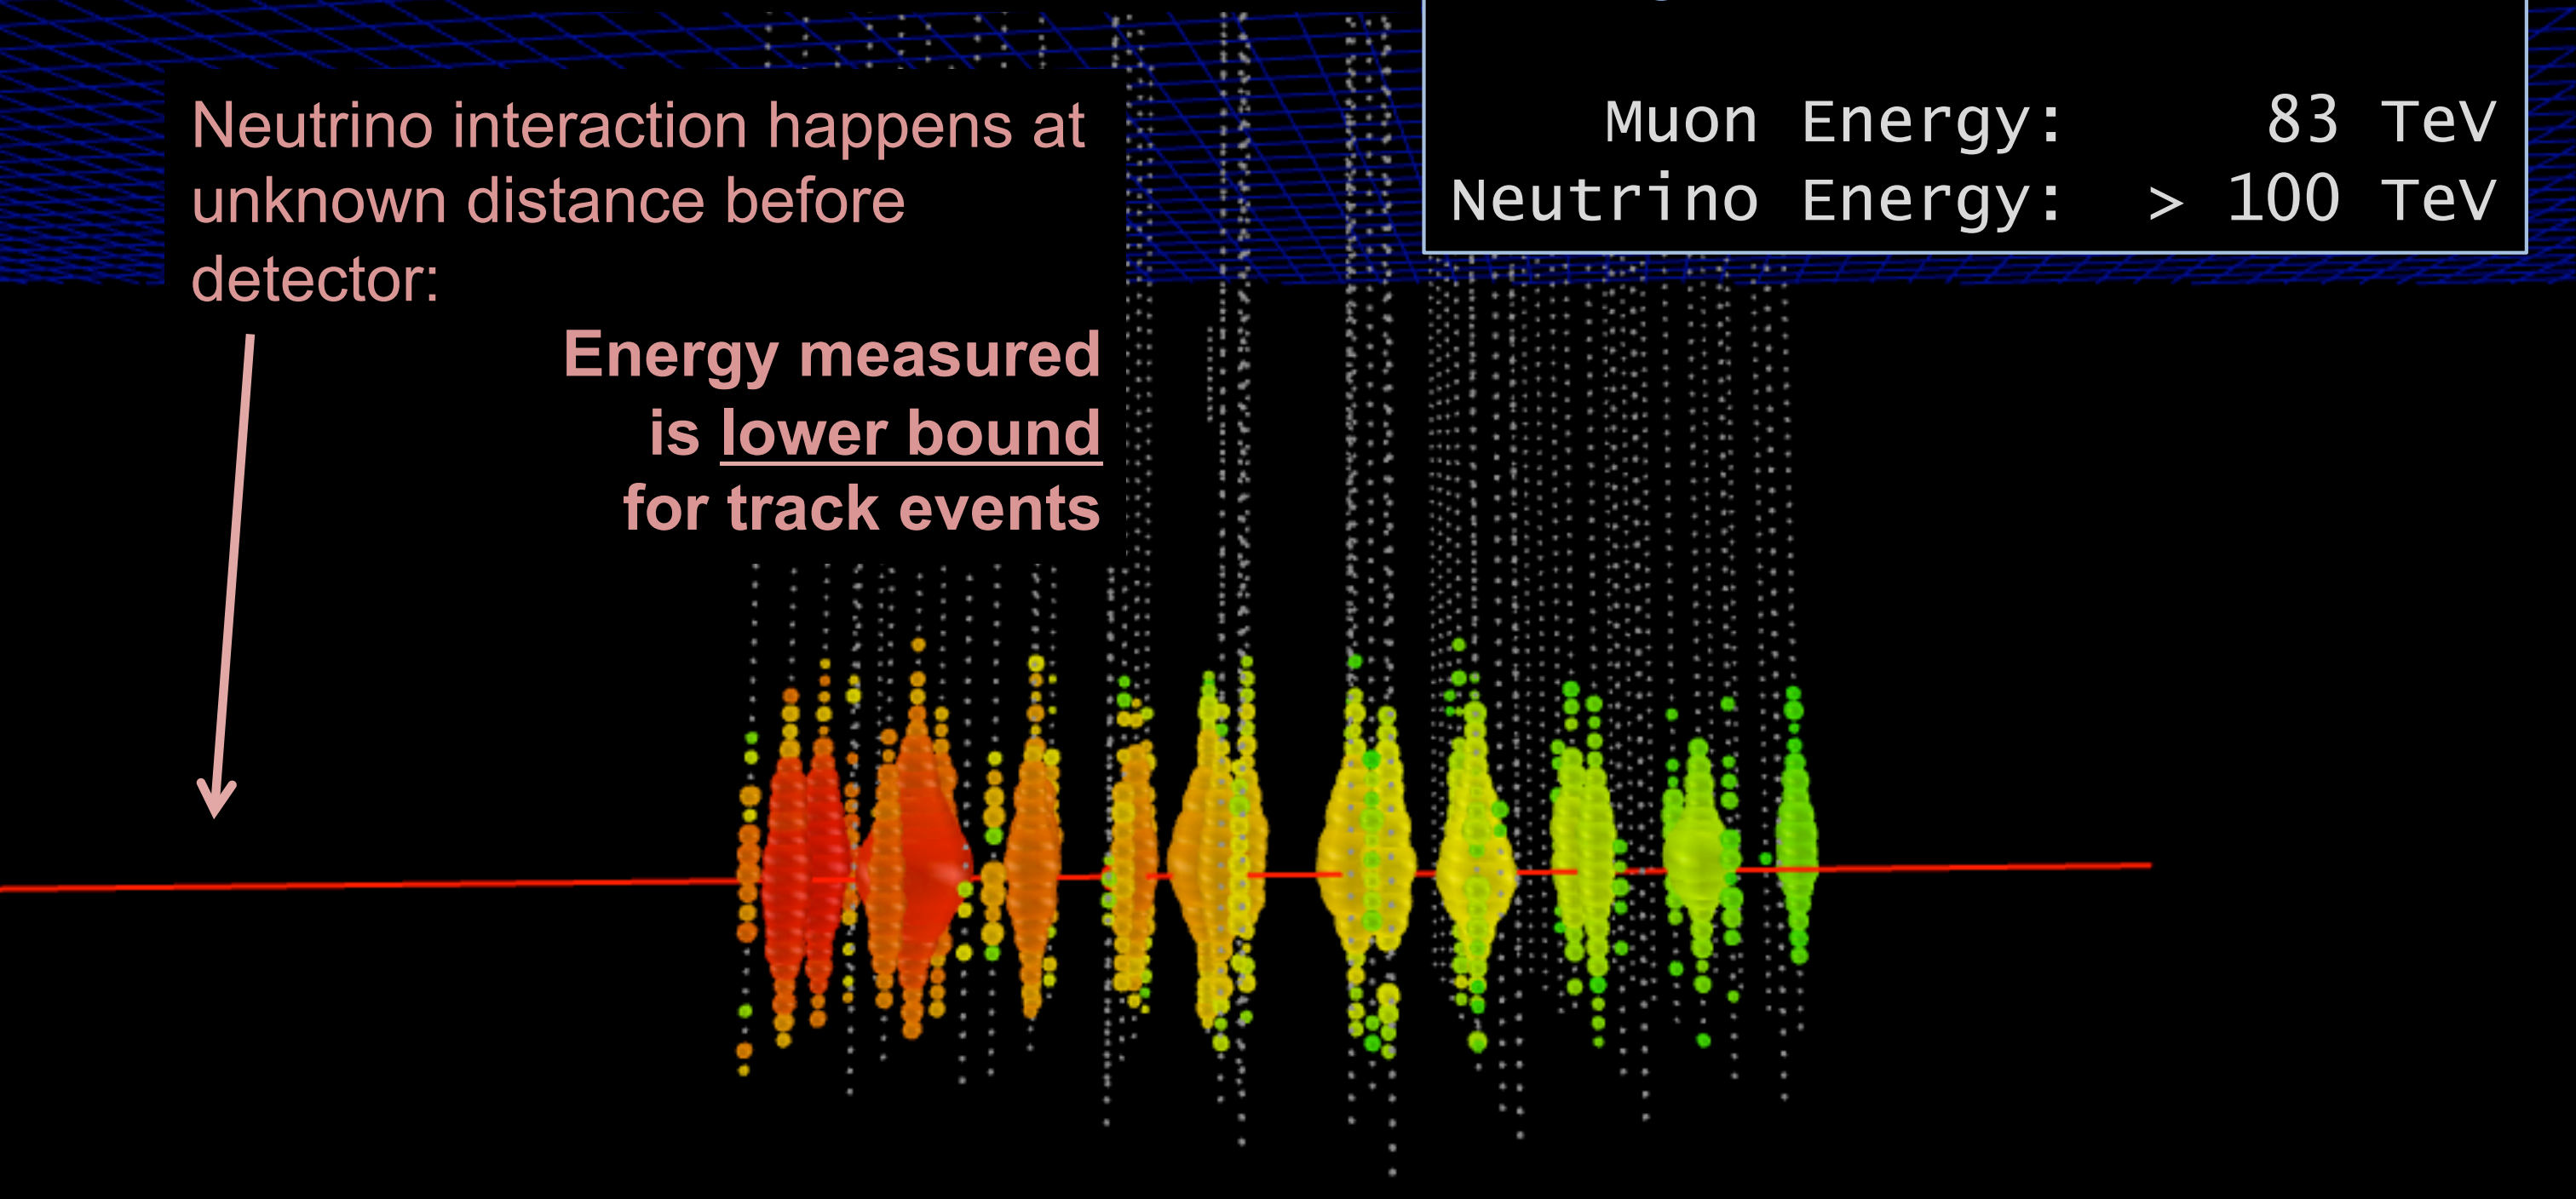 Neutrino interaction happens at
unknown distance before
detector:
Energy measured
is lower bound
for track events
Muon Energy: 83 TeV
Neutrino Energy: > 100 TeV